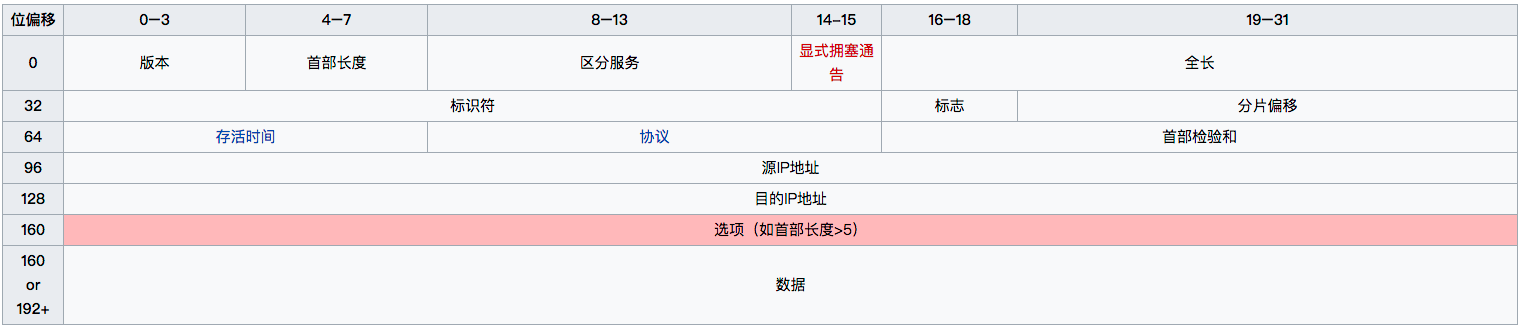 位偏移 0–3 4–7 8–13 14–15 16–18 19–31
0 版本 首部长度 区分服务 显式拥塞通告 全长
32 标识符 标志 分片偏移
64 存活时间 协议 首部检验和
96 源IP地址
128 目的IP地址
160 选项（如首部长度>5）
160
or
192+ 数据